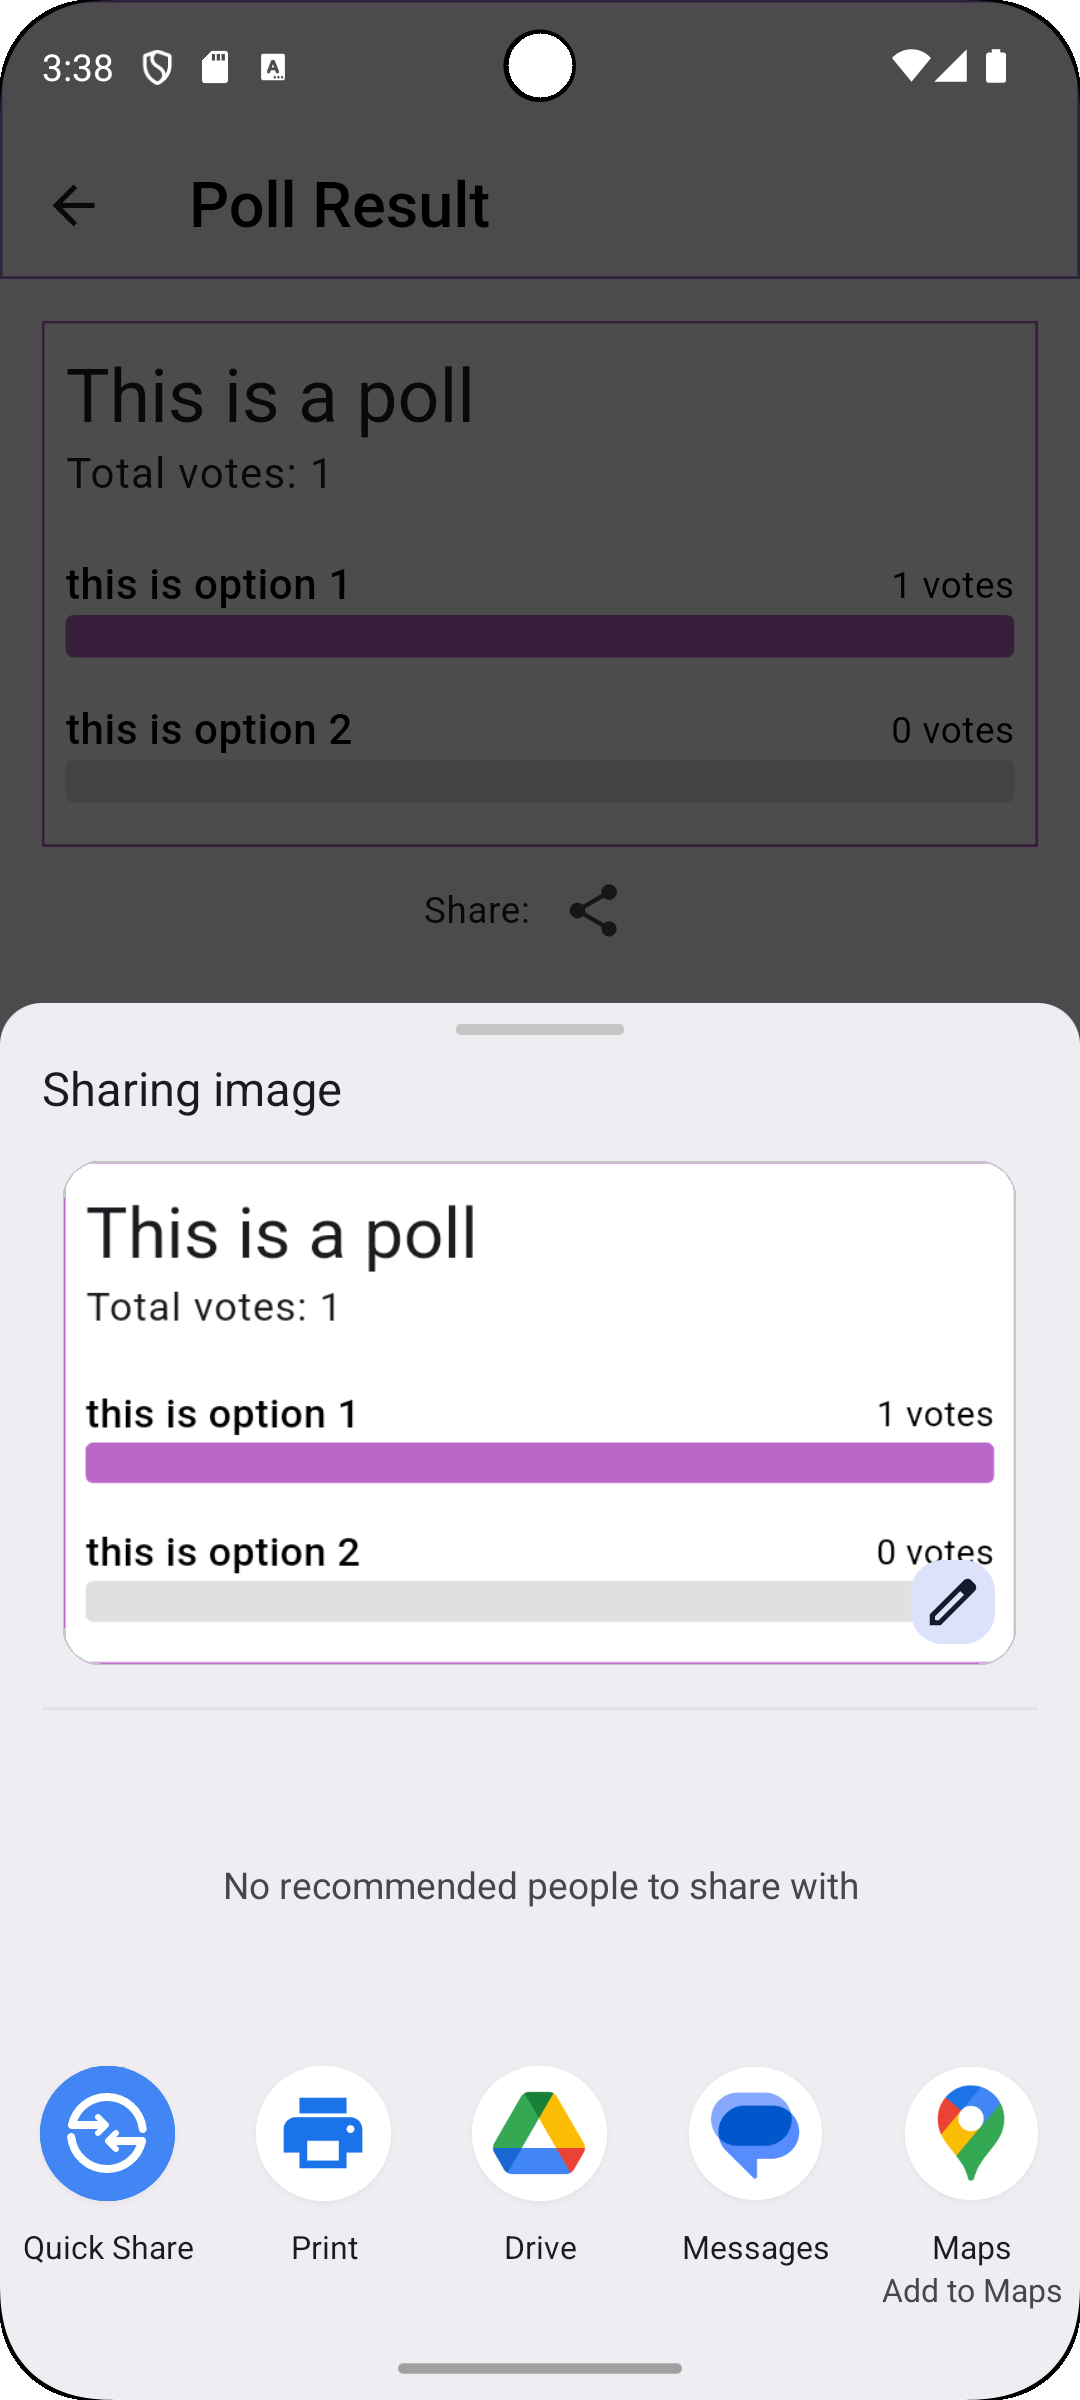 3:38
Poll Result
This is a poll
Total votes: 1
this is option 1 1 votes
this is option 2 0 votes
Share:
Sharing image
This is a poll
Total votes: 1
this is option 1 1 votes
this is option 2 0 votes
No recommended people to share with
Quick Share Print Drive Messages Maps
Add to Maps